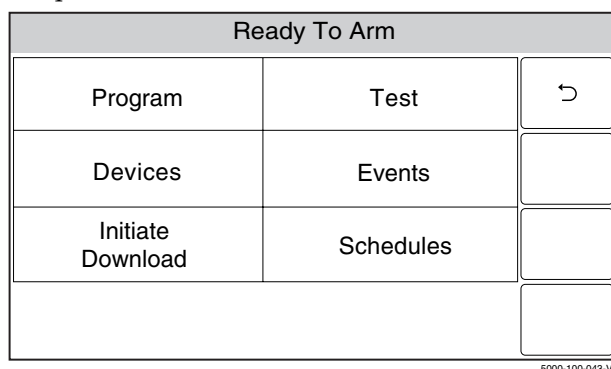 Ready To Arm
Program
Test
Devices
Events
Initiate
Download
Schedules